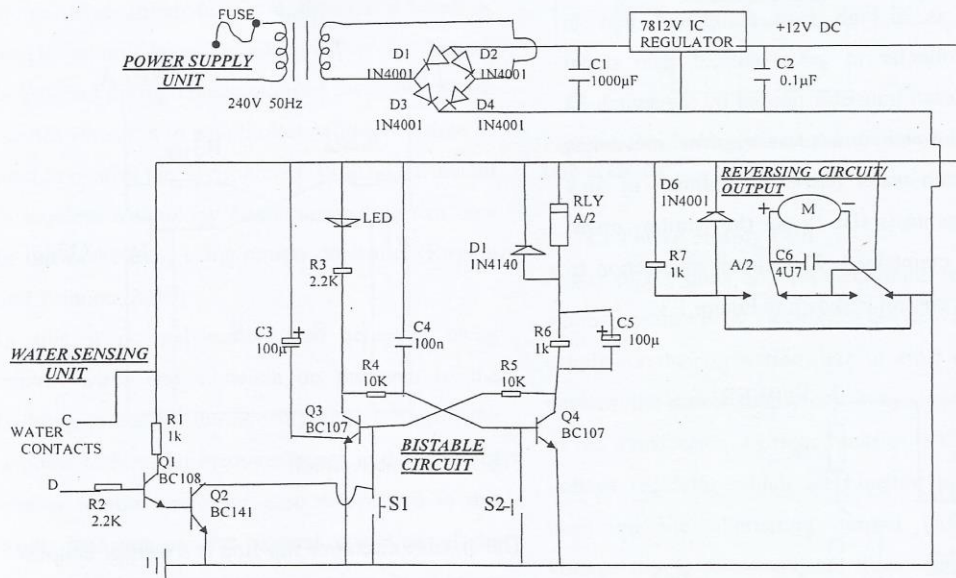 FUSE
POWER SUPPLY
UNIT
240V 50Hz
D1
1N4001
D2
1N4001
D3
1N4001
D4
1N4001
C1
1000µF
7812V IC
REGULATOR
+12V DC
C2
0.1µF
LED
R3
2.2K
C3
100µ
+
C4
100n
RLY
A/2
D1
1N4140
D6
1N4001
REVERSING CIRCUIT/
OUTPUT
+
M
−
R7
1k
A/2
C6
4U7
R6
1k
+
C5
100µ
R4
10K
R5
10K
WATER SENSING
UNIT
C
WATER
CONTACTS
D
R1
1k
Q1
BC108
R2
2.2K
Q2
BC141
Q3
BC107
BISTABLE
CIRCUIT
Q4
BC107
S1
S2